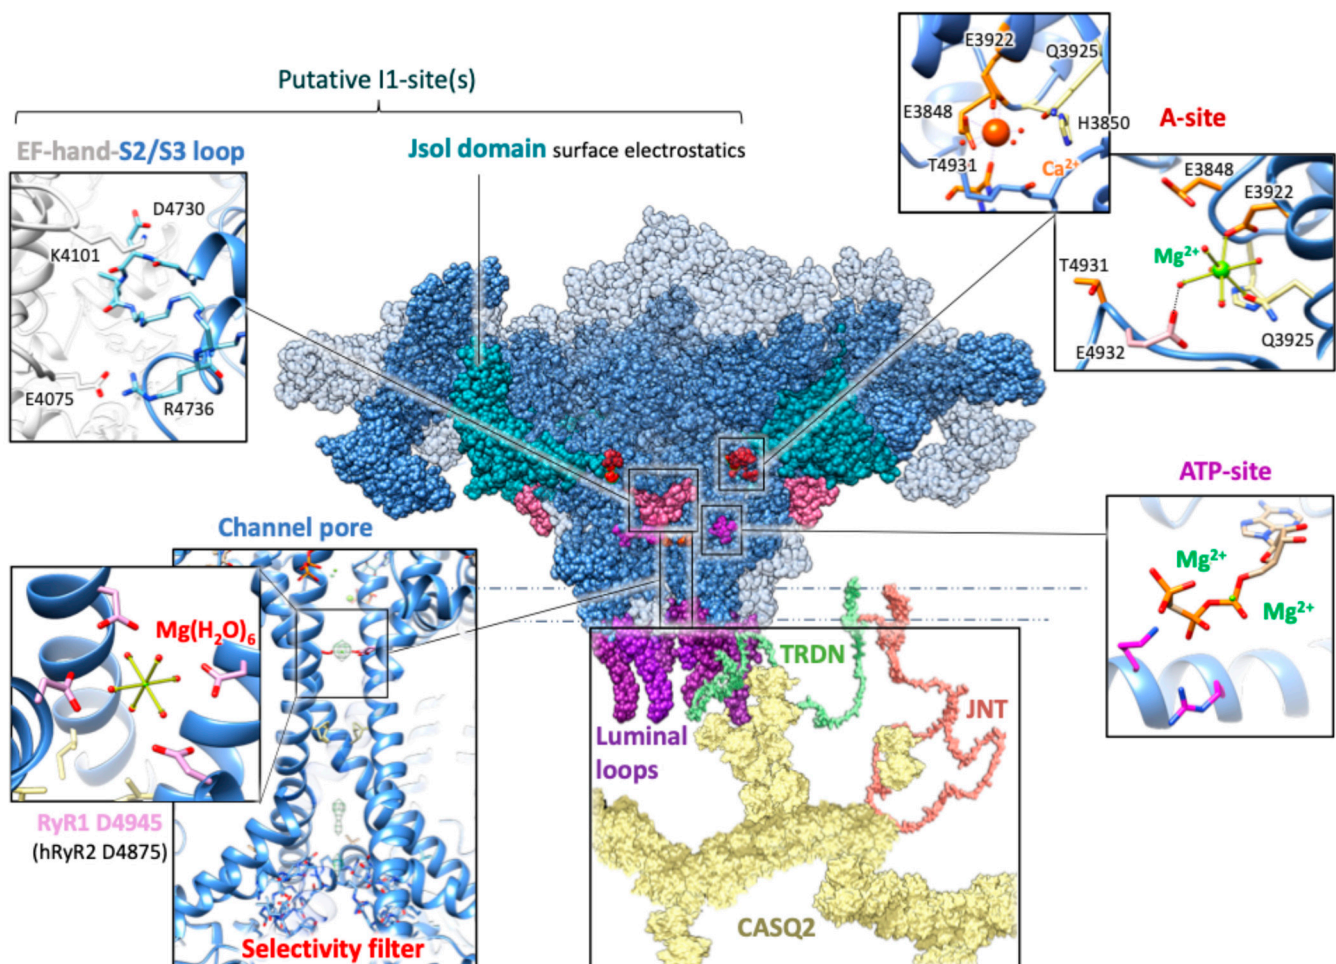 Putative I1-site(s)
EF-hand-S2/S3 loop
Jsol domain surface electrostatics
D4730
K4101
E4075
R4736
E3922
Q3925
E3848
H3850
T4931
Ca²⁺
A-site
E3848
E3922
T4931
Mg²⁺
E4932
Q3925
ATP-site
Mg²⁺
Mg²⁺
Channel pore
Mg(H₂O)₆
RyR1 D4945
(hRyR2 D4875)
Selectivity filter
TRDN
JNT
Luminal
loops
CASQ2